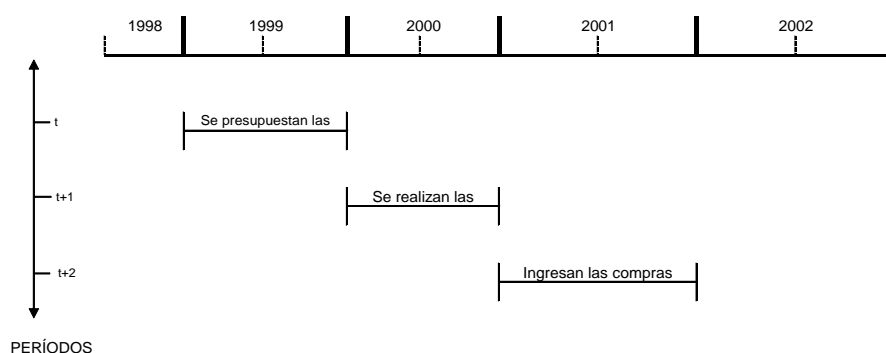 1998 1999 2000 2001 2002
t
Se presupuestan las
t+1
Se realizan las
t+2
Ingresan las compras
PERÍODOS